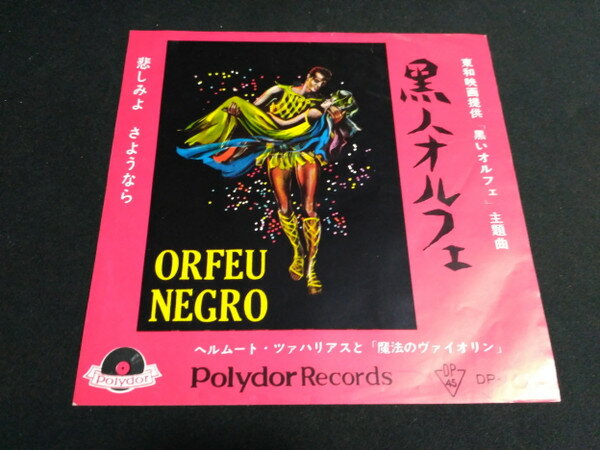 東和映画提供「黒いオルフェ」主題曲
黒人オルフェ
悲しみよ さようなら
ORFEU
NEGRO
ヘルムート・ツァハリアスと「魔法のヴァイオリン」
Polydor
Polydor Records
DP
45
DP-